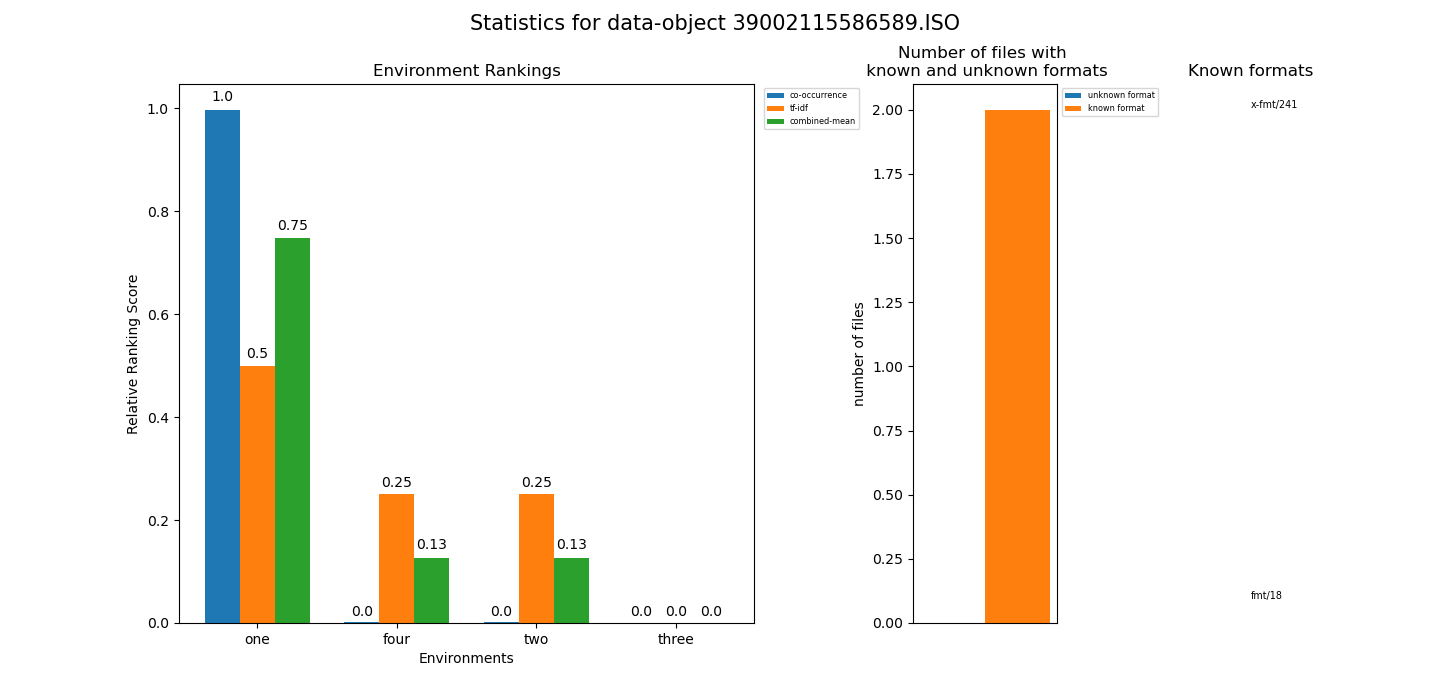 Statistics for data-object 39002115586589.ISO
Environment Rankings
Relative Ranking Score
1.0
0.8
0.6
0.4
0.2
0.0
1.0
0.5
0.75
0.0
0.25
0.13
0.0
0.25
0.13
0.0
0.0
0.0
one
four
two
three
Environments
co-occurrence
tf-idf
combined-mean
Number of files with
known and unknown formats
number of files
2.00
1.75
1.50
1.25
1.00
0.75
0.50
0.25
0.00
unknown format
known format
Known formats
x-fmt/241
fmt/18